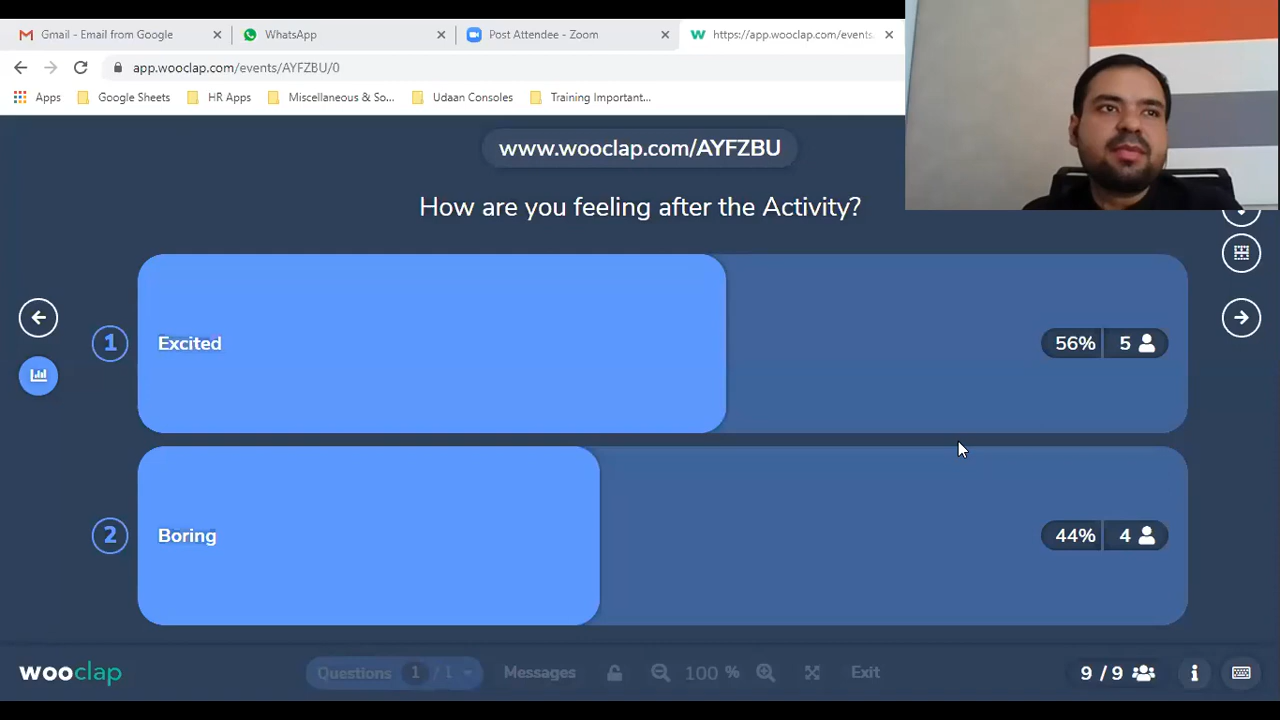 Gmail - Email from Google
WhatsApp
Post Attendee - Zoom
https://app.wooclap.com/events
app.wooclap.com/events/AYFZBU/0
Apps
Google Sheets
HR Apps
Miscellaneous & So...
Udaan Consoles
Training Important...
www.wooclap.com/AYFZBU
How are you feeling after the Activity?
1
Excited
56%
5
2
Boring
44%
4
wooclap
Questions 1 / 1
Messages
100 %
Exit
9 / 9